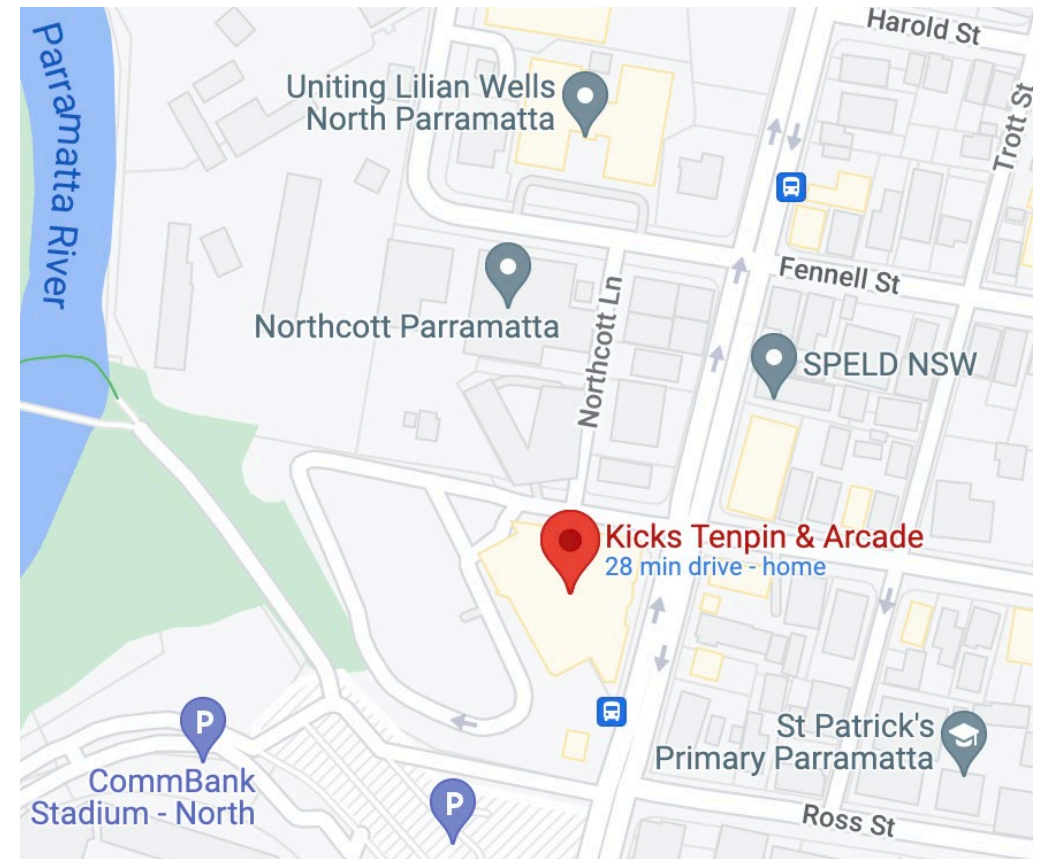 Harold St
Parramatta River
Uniting Lilian Wells
North Parramatta
Trott St
Fennell St
Northcott Parramatta
Northcott Ln
SPELD NSW
Kicks Tenpin & Arcade
28 min drive - home
St Patrick's
Primary Parramatta
P
CommBank
Stadium - North
P
Ross St